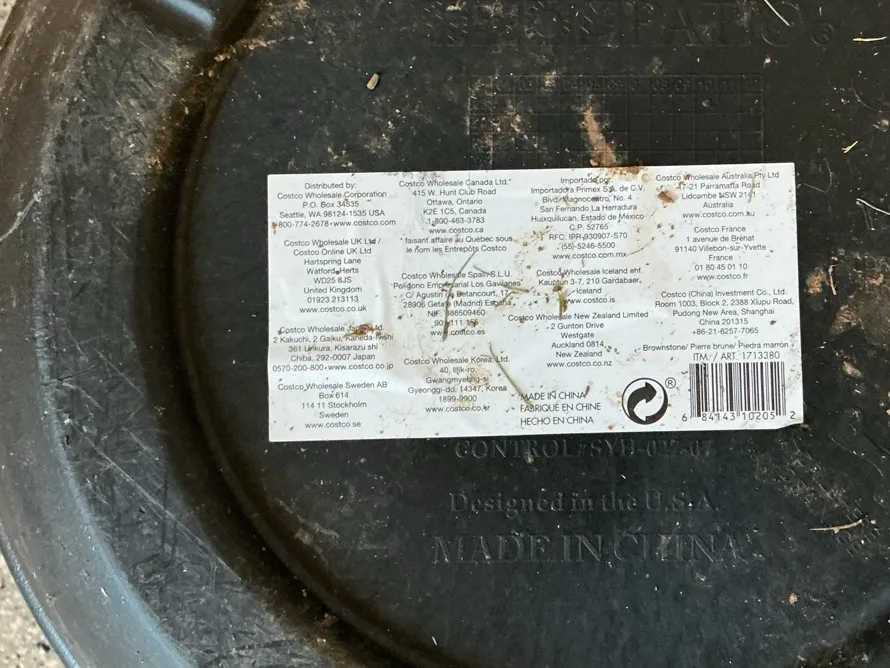 Distributed by:
Costco Wholesale Corporation
P.O. Box 34535
Seattle, WA 98124-1535 USA
1-800-774-2678·www.costco.com
Costco Wholesale UK Ltd /
Costco Online UK Ltd
Hartspring Lane
Watford, Herts
WD25 8JS
United Kingdom
01923 213113
www.costco.co.uk
Costco Wholesale Japan Ltd.
2 Kakuchi, 2 Gaiku, Kaneda-Nishi
361 Urikura, Kisarazu shi
Chiba, 292-0007 Japan
0570-200-800·www.costco.co.jp
Costco Wholesale Sweden AB
Box 614
114 11 Stockholm
Sweden
www.costco.se
Costco Wholesale Canada Ltd.*
415 W. Hunt Club Road
Ottawa, Ontario
K2E 1C5, Canada
1-800-463-3783
www.costco.ca
* faisant affaire au Québec sous
le nom les Entrepôts Costco
Costco Wholesale Spain S.L.U.
Polígono Empresarial Los Gavilanes
C/ Agustín de Betancourt, 17
28906 Getafe (Madrid) España
NIF: B86509460
www.costco.es
Costco Wholesale Korea, Ltd.
40, Iljik-ro
Gwangmyeong-si
Gyeonggi-do, 14347, Korea
1899-9900
www.costco.co.kr
Importado por:
Importadora Primex S.A. de C.V.
Blvd. Magnocentro, No. 4
San Fernando La Herradura
Huixquilucan, Estado de México
C.P. 52765
RFC: IPR-930907-S70
(55)-5246-5500
www.costco.com.mx
Costco Wholesale Iceland ehf.
Kauptún 3-7, 210 Gardabaer,
Iceland
www.costco.is
Costco Wholesale New Zealand Limited
2 Gunton Drive
Westgate
Auckland 0814
New Zealand
www.costco.co.nz
MADE IN CHINA
FABRIQUÉ EN CHINE
HECHO EN CHINA
Costco Wholesale Australia Pty Ltd
17-21 Parramatta Road
Lidcombe NSW 2141
Australia
www.costco.com.au
Costco France
1 avenue de Bréhat
91140 Villebon-sur-Yvette
France
01 80 45 01 10
www.costco.fr
Costco (China) Investment Co., Ltd.
Room 1003, Block 2, 2388 Xiupu Road,
Pudong New Area, Shanghai
China 201315
+86-21-6257-7065
Brownstone/ Pierre brune/ Piedra marrón
ITM./ ART. 1713380
®
6 84143 10205 2
CONTROL#SYH-027-07
Designed in the U.S.A.
MADE IN CHINA